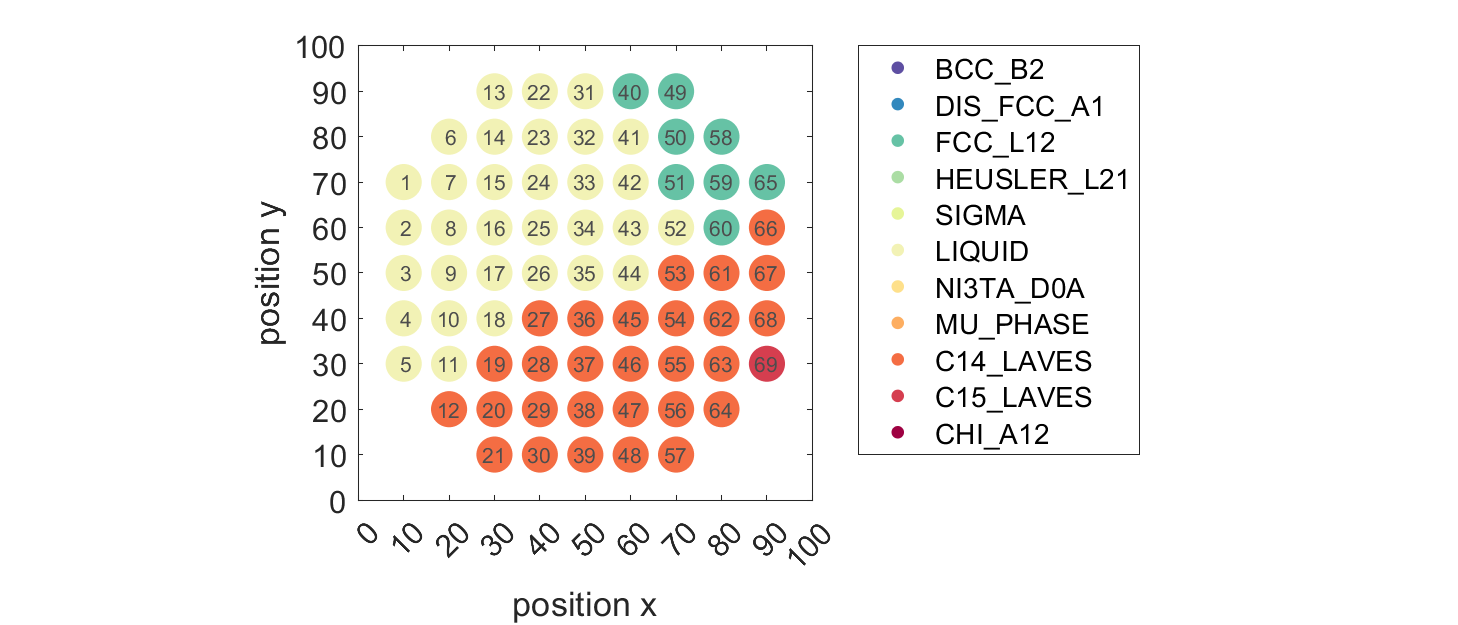 100
90
80
70
60
50
40
30
20
10
0
position y
13 22 31 40 49
6 14 23 32 41 50 58
1 7 15 24 33 42 51 59 65
2 8 16 25 34 43 52 60 66
3 9 17 26 35 44 53 61 67
4 10 18 27 36 45 54 62 68
5 11 19 28 37 46 55 63 69
12 20 29 38 47 56 64
21 30 39 48 57
0 10 20 30 40 50 60 70 80 90 100
position x
BCC_B2
DIS_FCC_A1
FCC_L12
HEUSLER_L21
SIGMA
LIQUID
NI3TA_D0A
MU_PHASE
C14_LAVES
C15_LAVES
CHI_A12